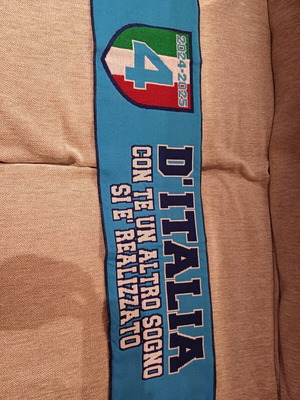 2024-2025
4
D'ITALIA
CON TE UN ALTRO SOGNO
SI E' REALIZZATO